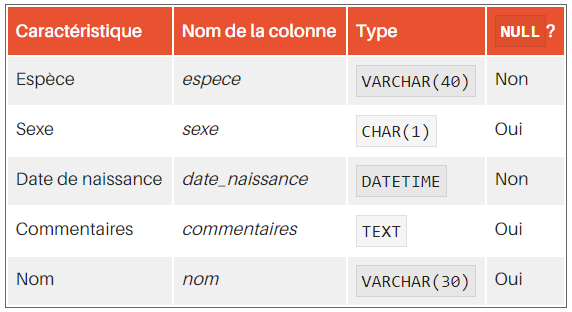 Caractéristique Nom de la colonne Type NULL ?
Espèce espece VARCHAR(40) Non
Sexe sexe CHAR(1) Oui
Date de naissance date_naissance DATETIME Non
Commentaires commentaires TEXT Oui
Nom nom VARCHAR(30) Oui